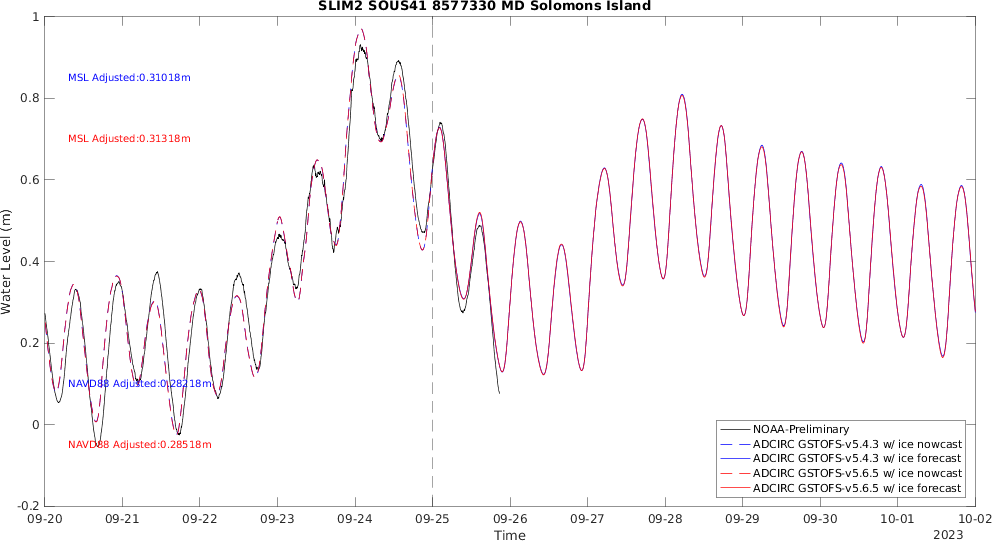 SLIM2 SOUS41 8577330 MD Solomons Island
1
0.8
0.6
0.4
0.2
0
-0.2
Water Level (m)
MSL Adjusted:0.31018m
MSL Adjusted:0.31318m
NAVD88 Adjusted:0.28218m
NAVD88 Adjusted:0.28518m
NOAA-Preliminary
ADCIRC GSTOFS-v5.4.3 w/ ice nowcast
ADCIRC GSTOFS-v5.4.3 w/ ice forecast
ADCIRC GSTOFS-v5.6.5 w/ ice nowcast
ADCIRC GSTOFS-v5.6.5 w/ ice forecast
09-20 09-21 09-22 09-23 09-24 09-25 09-26 09-27 09-28 09-29 09-30 10-01 10-02
Time
2023